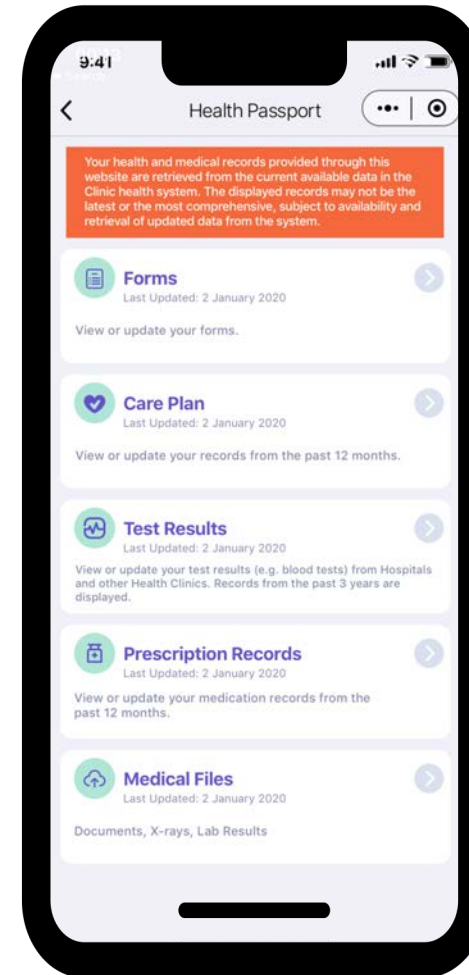 9:41
Health Passport
Your health and medical records provided through this
website are retrieved from the current available data in the
Clinic health system. The displayed records may not be the
latest or the most comprehensive, subject to availability and
retrieval of updated data from the system.
Forms
Last Updated: 2 January 2020
View or update your forms.
Care Plan
Last Updated: 2 January 2020
View or update your records from the past 12 months.
Test Results
Last Updated: 2 January 2020
View or update your test results (e.g. blood tests) from Hospitals
and other Health Clinics. Records from the past 3 years are
displayed.
Prescription Records
Last Updated: 2 January 2020
View or update your medication records from the
past 12 months.
Medical Files
Last Updated: 2 January 2020
Documents, X-rays, Lab Results